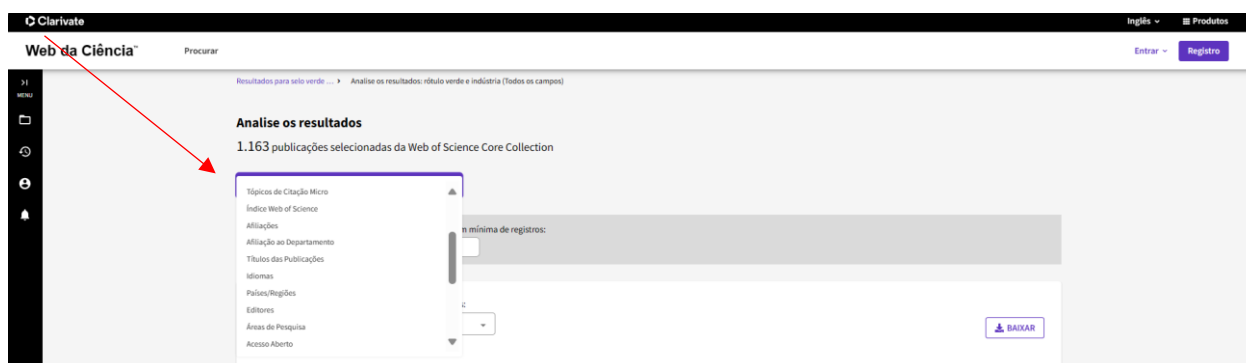 Clarivate
Inglês
Produtos
Web da Ciência™
Procurar
Entrar
Registro
MENU
Resultados para selo verde ... › Analise os resultados: rótulo verde e indústria (Todos os campos)
Analise os resultados
1.163 publicações selecionadas da Web of Science Core Collection
Tópicos de Citação Micro
Índice Web of Science
Afiliações
n mínima de registros:
Afiliação ao Departamento
Títulos das Publicações
Idiomas
Países/Regiões
Editores
Áreas de Pesquisa
BAIXAR
Acesso Aberto